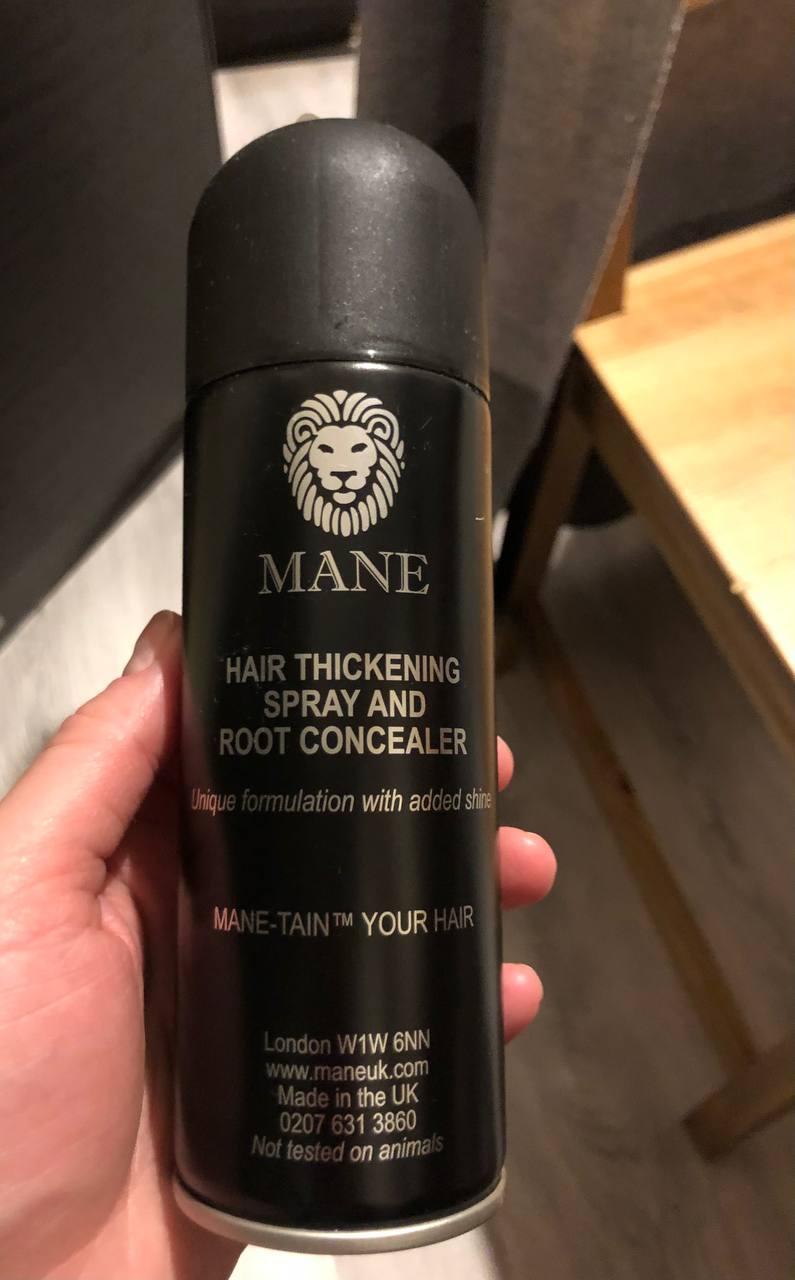 MANE
HAIR THICKENING
SPRAY AND
ROOT CONCEALER
Unique formulation with added shine
MANE-TAIN™ YOUR HAIR
London W1W 6NN
www.maneuk.com
Made in the UK
0207 631 3860
Not tested on animals